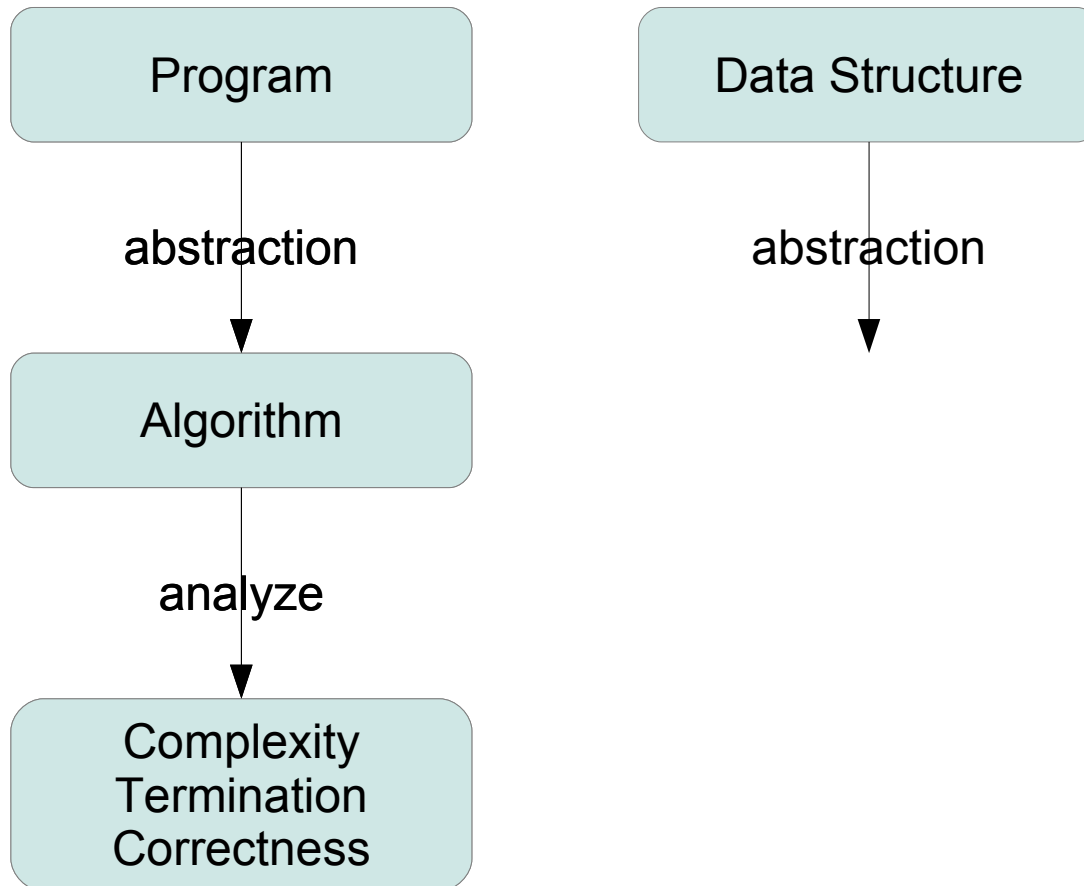 Program
Data Structure
abstraction
abstraction
Algorithm
analyze
Complexity
Termination
Correctness